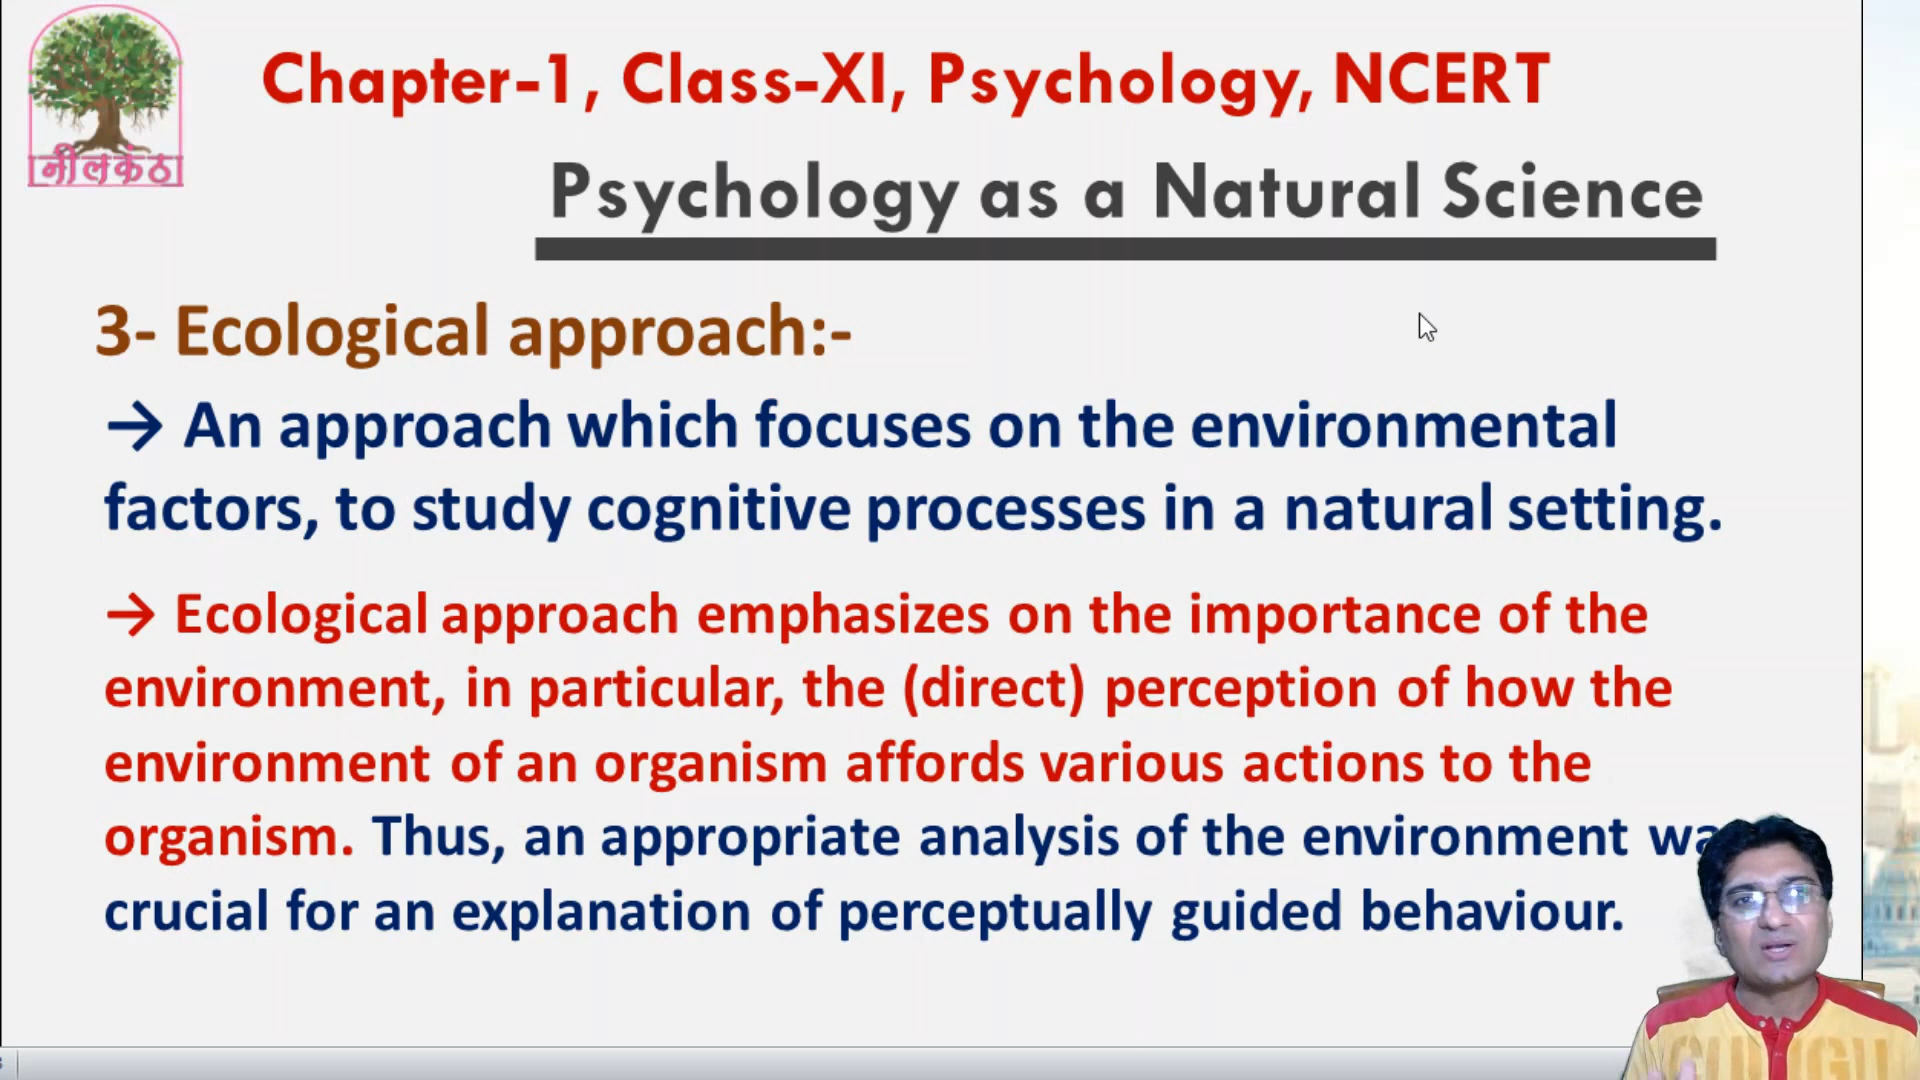 Chapter-1, Class-XI, Psychology, NCERT
नीलकंठ
Psychology as a Natural Science
3- Ecological approach:-
→ An approach which focuses on the environmental
factors, to study cognitive processes in a natural setting.
→ Ecological approach emphasizes on the importance of the
environment, in particular, the (direct) perception of how the
environment of an organism affords various actions to the
organism. Thus, an appropriate analysis of the environment
crucial for an explanation of perceptually guided behaviour.